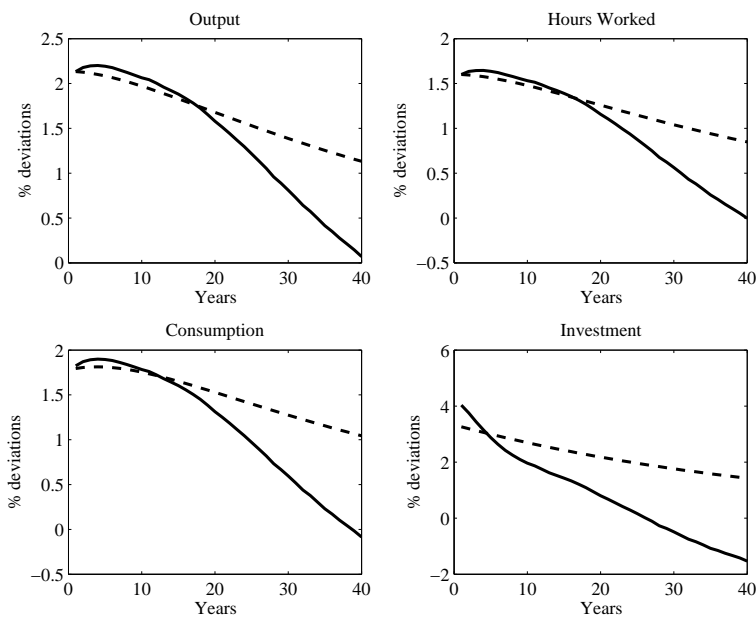 Output
% deviations
2.5
2
1.5
1
0.5
0
0 10 20 30 40
Years
Hours Worked
% deviations
2
1.5
1
0.5
0
−0.5
0 10 20 30 40
Years
Consumption
% deviations
2
1.5
1
0.5
0
−0.5
0 10 20 30 40
Years
Investment
% deviations
6
4
2
0
−2
0 10 20 30 40
Years